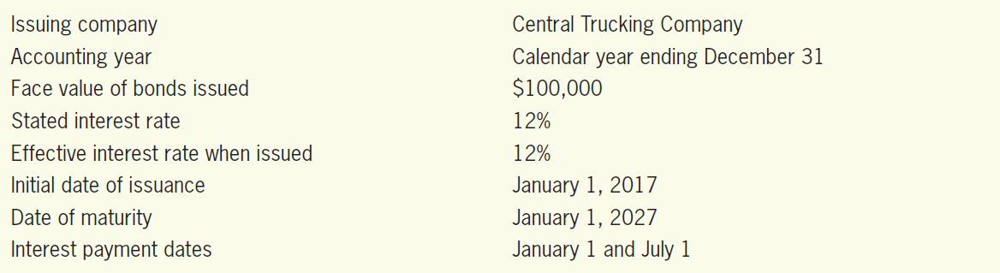 Issuing company Central Trucking Company
Accounting year Calendar year ending December 31
Face value of bonds issued $100,000
Stated interest rate 12%
Effective interest rate when issued 12%
Initial date of issuance January 1, 2017
Date of maturity January 1, 2027
Interest payment dates January 1 and July 1